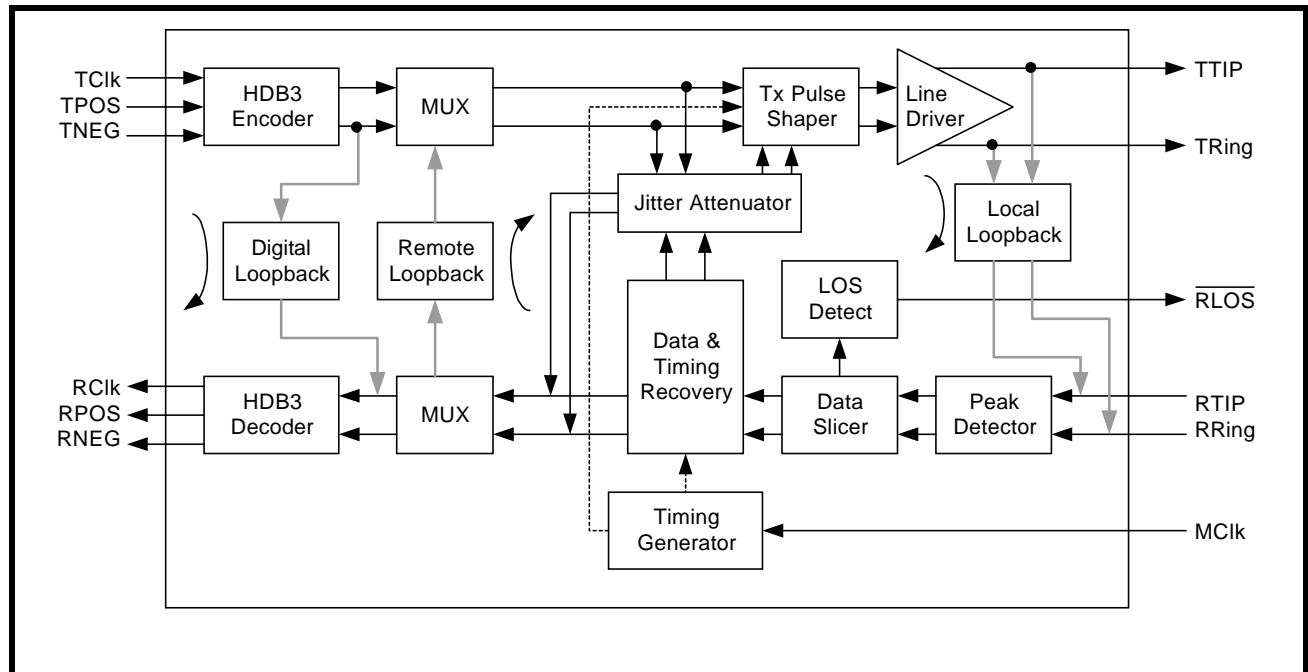 TClk
TPOS
TNEG
HDB3
Encoder
MUX
Tx Pulse
Shaper
Line
Driver
TTIP
TRing
Jitter Attenuator
Digital
Loopback
Remote
Loopback
Local
Loopback
LOS
Detect
RLOS
Data &
Timing
Recovery
RClk
RPOS
RNEG
HDB3
Decoder
MUX
Data
Slicer
Peak
Detector
RTIP
RRing
Timing
Generator
MClk